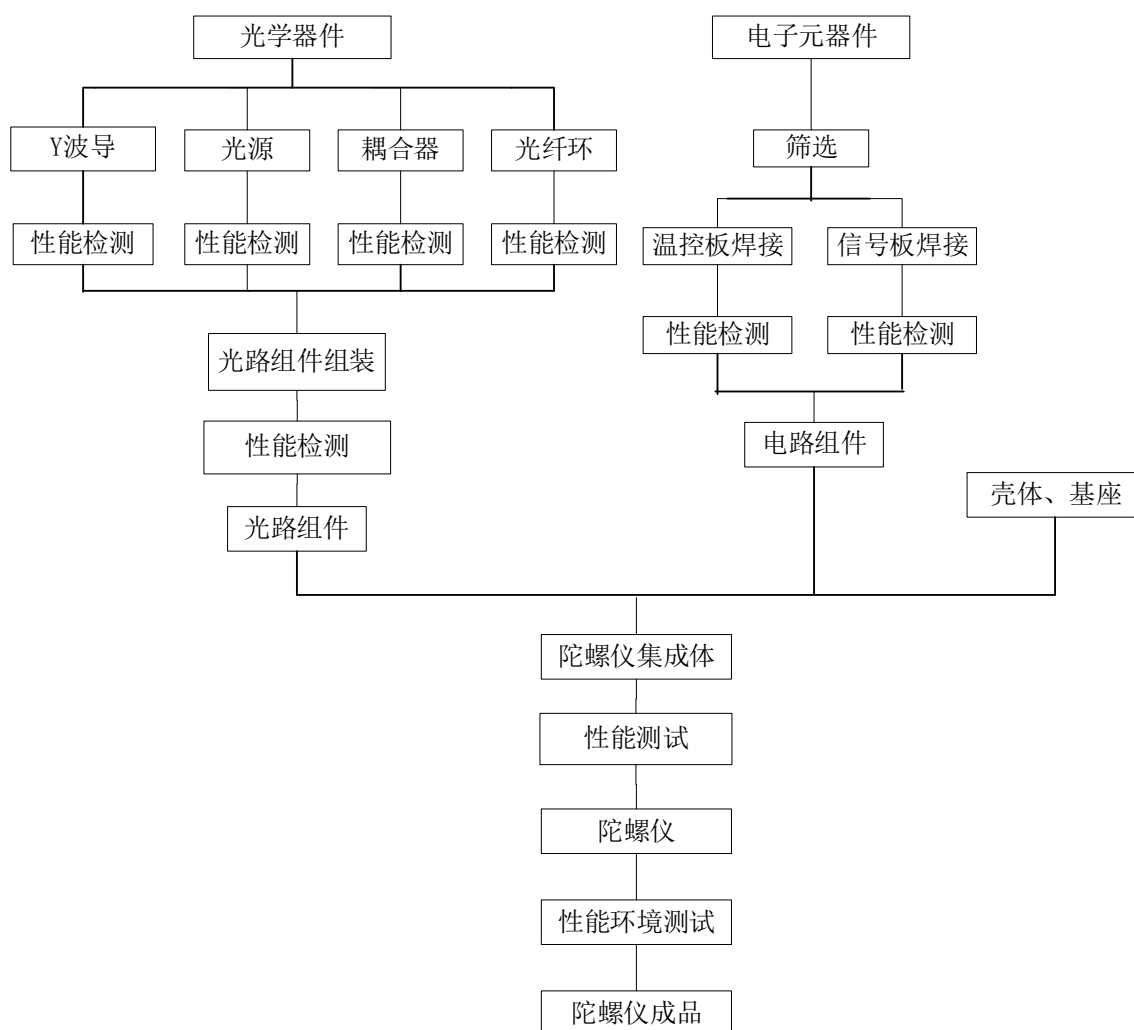 光学器件
电子元器件
Y波导
光源
耦合器
光纤环
筛选
性能检测
性能检测
性能检测
性能检测
温控板焊接
信号板焊接
性能检测
性能检测
光路组件组装
性能检测
电路组件
壳体、基座
光路组件
陀螺仪集成体
性能测试
陀螺仪
性能环境测试
陀螺仪成品